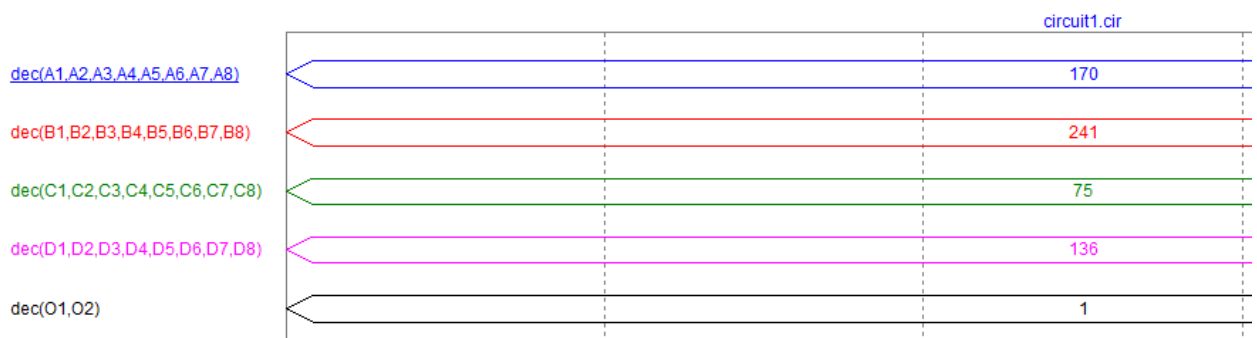 circuit1.cir
dec(A1,A2,A3,A4,A5,A6,A7,A8) 170
dec(B1,B2,B3,B4,B5,B6,B7,B8) 241
dec(C1,C2,C3,C4,C5,C6,C7,C8) 75
dec(D1,D2,D3,D4,D5,D6,D7,D8) 136
dec(O1,O2) 1